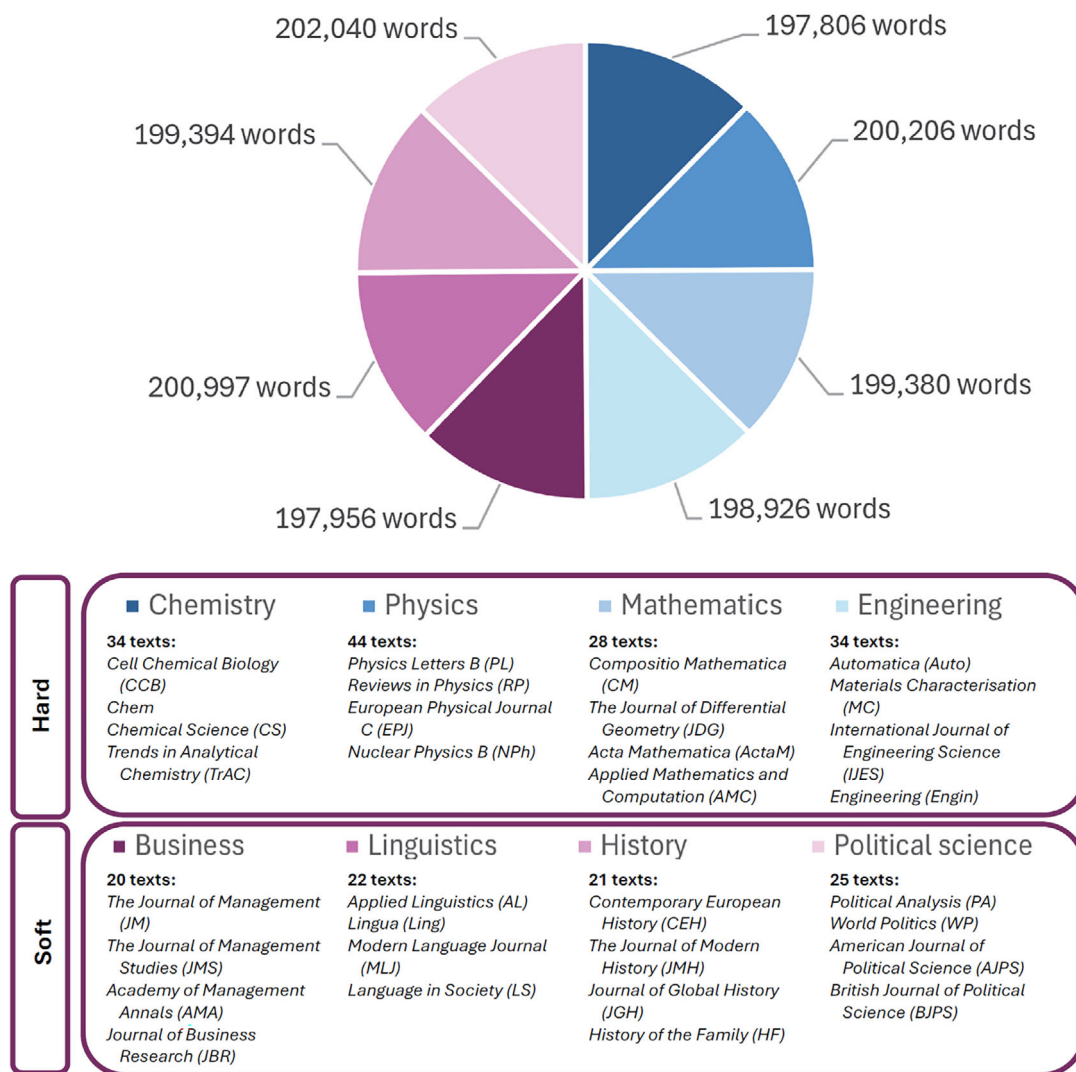 202,040 words
197,806 words
199,394 words
200,206 words
200,997 words
199,380 words
197,956 words
198,926 words
Hard
Chemistry
34 texts:
Cell Chemical Biology
(CCB)
Chem
Chemical Science (CS)
Trends in Analytical
Chemistry (TrAC)
Physics
44 texts:
Physics Letters B (PL)
Reviews in Physics (RP)
European Physical Journal
C (EPJ)
Nuclear Physics B (NPh)
Mathematics
28 texts:
Compositio Mathematica
(CM)
The Journal of Differential
Geometry (JDG)
Acta Mathematica (ActaM)
Applied Mathematics and
Computation (AMC)
Engineering
34 texts:
Automatica (Auto)
Materials Characterisation
(MC)
International Journal of
Engineering Science
(IJES)
Engineering (Engin)
Soft
Business
20 texts:
The Journal of Management
(JM)
The Journal of Management
Studies (JMS)
Academy of Management
Annals (AMA)
Journal of Business
Research (JBR)
Linguistics
22 texts:
Applied Linguistics (AL)
Lingua (Ling)
Modern Language Journal
(MLJ)
Language in Society (LS)
History
21 texts:
Contemporary European
History (CEH)
The Journal of Modern
History (JMH)
Journal of Global History
(JGH)
History of the Family (HF)
Political science
25 texts:
Political Analysis (PA)
World Politics (WP)
American Journal of
Political Science (AJPS)
British Journal of Political
Science (BJPS)